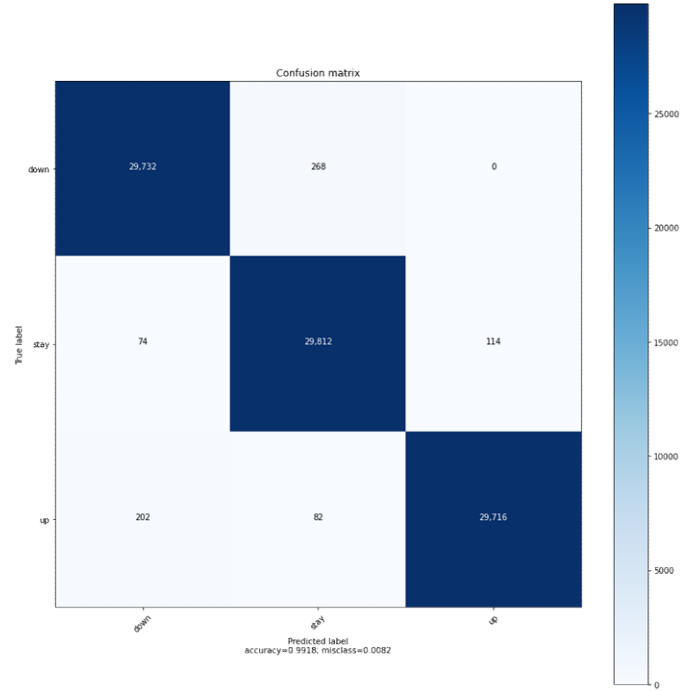 Confusion matrix
True label
down
29,732
268
0
stay
74
29,812
114
up
202
82
29,716
down
stay
up
Predicted label
accuracy=0.9918; misclass=0.0082
25000
20000
15000
10000
5000
0